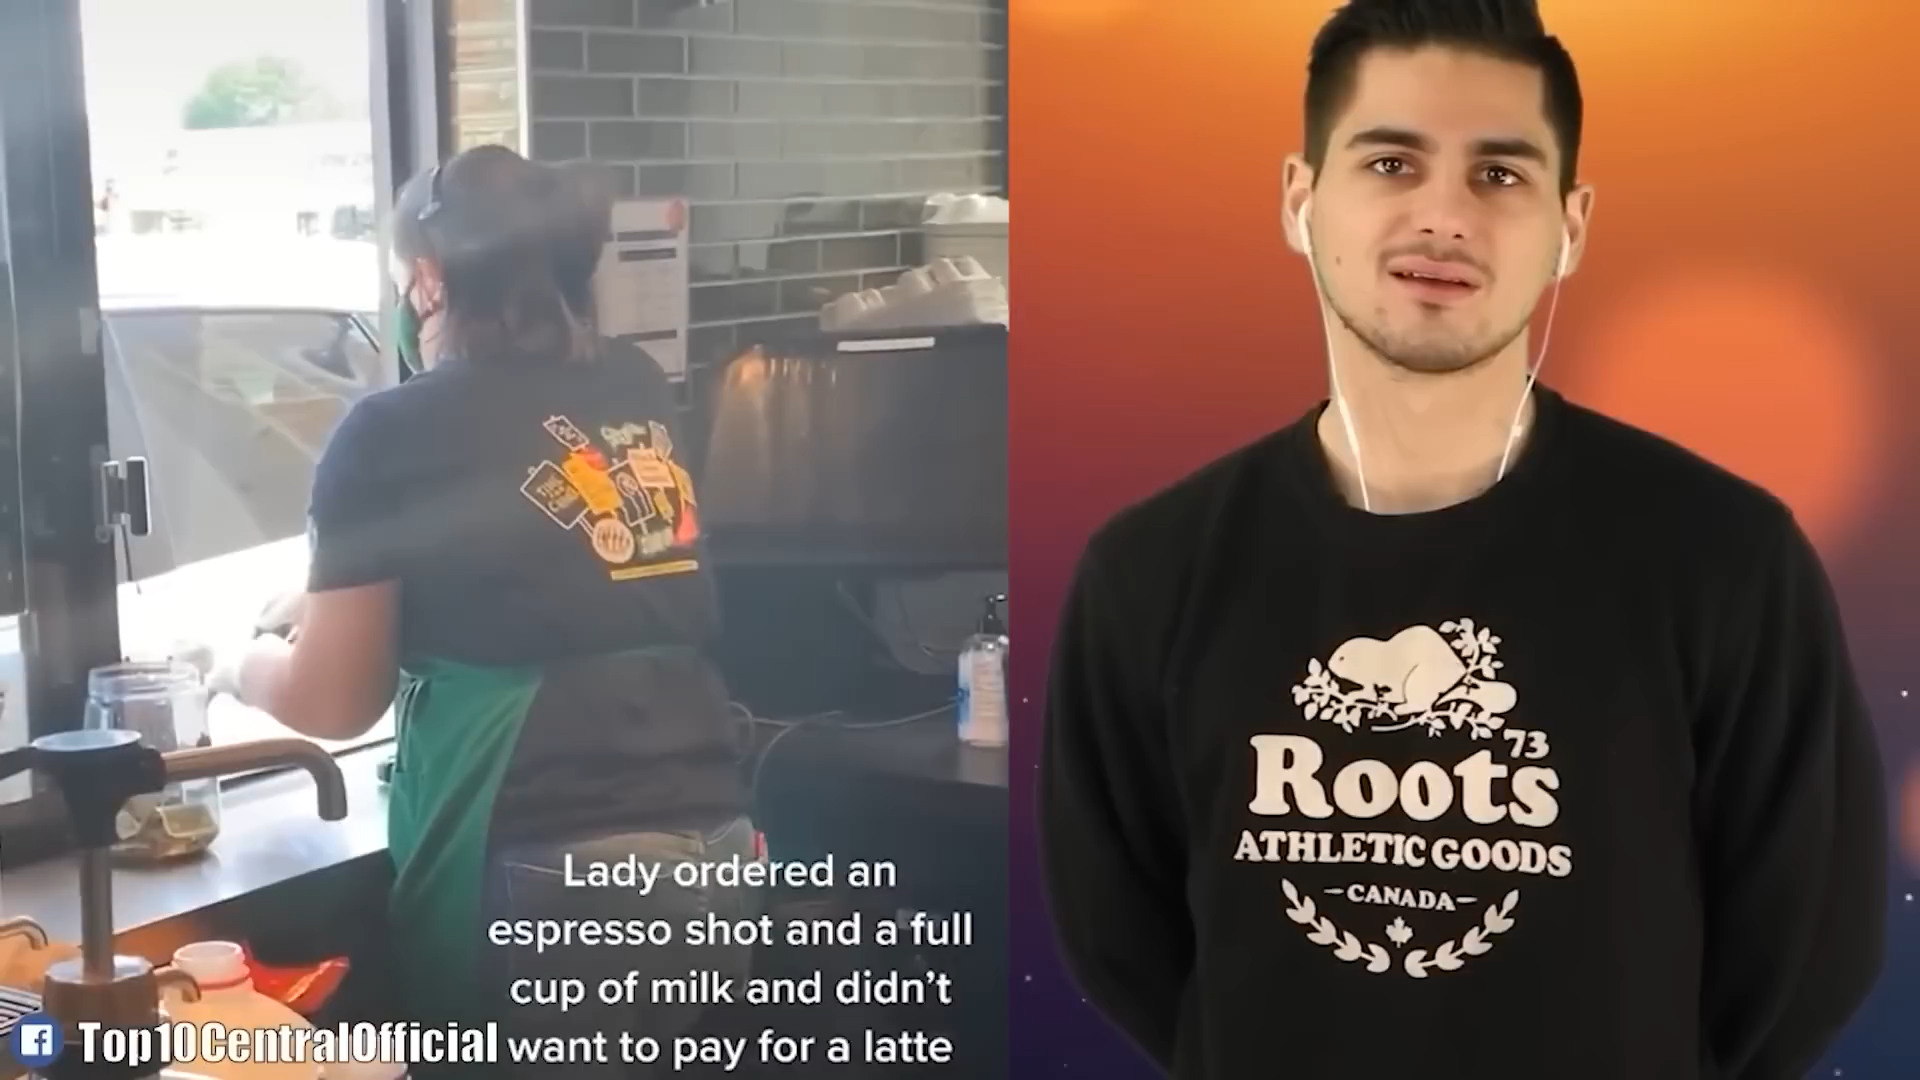 Lady ordered an
espresso shot and a full
cup of milk and didn't
want to pay for a latte
Top10CentralOfficial
73
Roots
ATHLETIC GOODS
CANADA